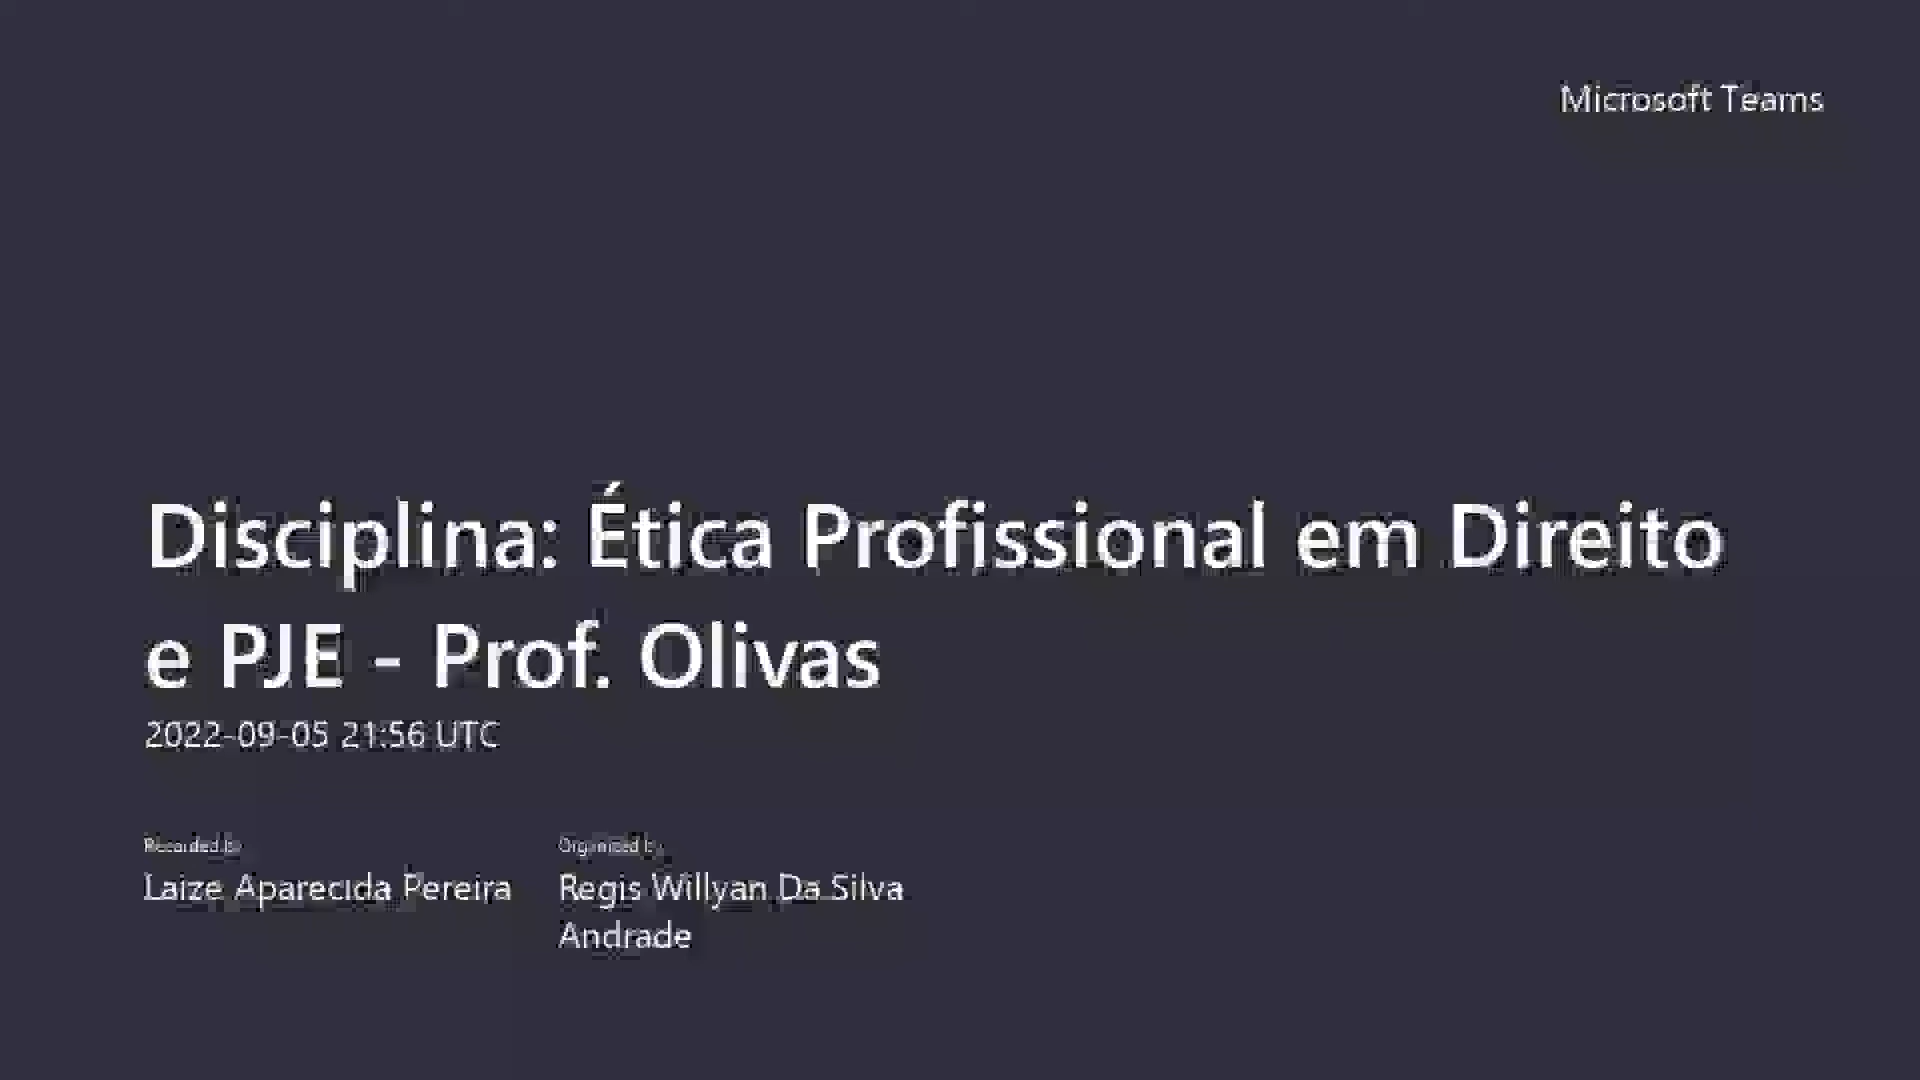 Microsoft Teams
Disciplina: Ética Profissional em Direito
e PJE - Prof. Olivas
2022-09-05 21:56 UTC
Recorded by
Organized by
Laize Aparecida Pereira
Regis Willyan Da Silva
Andrade